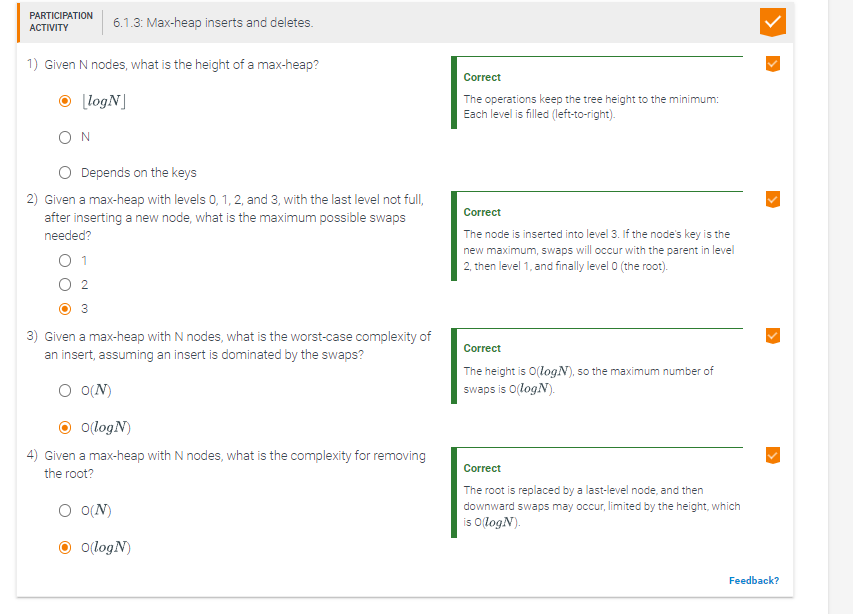 PARTICIPATION
ACTIVITY
6.1.3: Max-heap inserts and deletes.
1) Given N nodes, what is the height of a max-heap?
⌊logN⌋
N
Depends on the keys
Correct
The operations keep the tree height to the minimum:
Each level is filled (left-to-right).
2) Given a max-heap with levels 0, 1, 2, and 3, with the last level not full,
after inserting a new node, what is the maximum possible swaps
needed?
1
2
3
Correct
The node is inserted into level 3. If the node's key is the
new maximum, swaps will occur with the parent in level
2, then level 1, and finally level 0 (the root).
3) Given a max-heap with N nodes, what is the worst-case complexity of
an insert, assuming an insert is dominated by the swaps?
O(N)
O(logN)
Correct
The height is O(logN), so the maximum number of
swaps is O(logN).
4) Given a max-heap with N nodes, what is the complexity for removing
the root?
O(N)
O(logN)
Correct
The root is replaced by a last-level node, and then
downward swaps may occur, limited by the height, which
is O(logN).
Feedback?